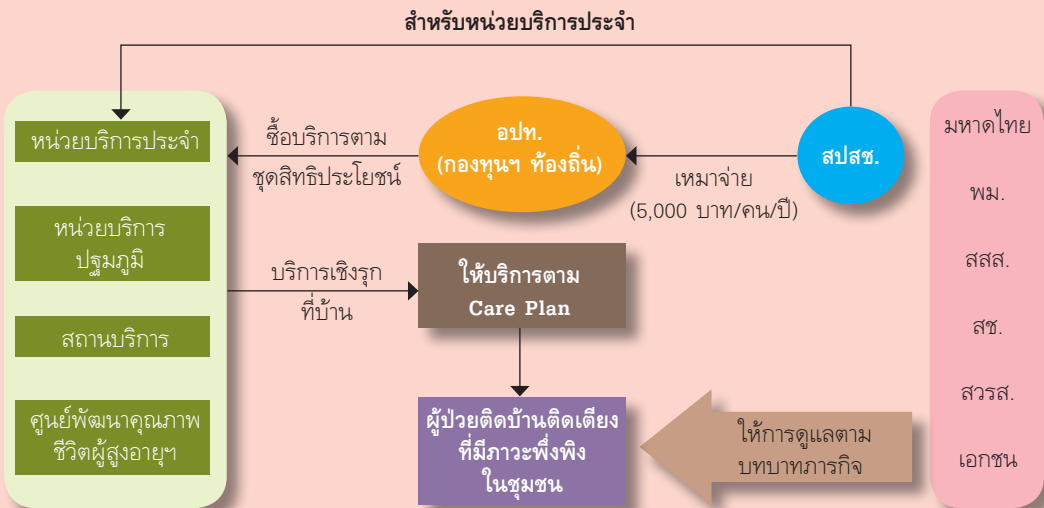 สำหรับหน่วยบริการประจำ
หน่วยบริการประจำ
หน่วยบริการ
ปฐมภูมิ
สถานบริการ
ศูนย์พัฒนาคุณภาพ
ชีวิตผู้สูงอายุฯ
ซื้อบริการตาม
ชุดสิทธิประโยชน์
อปท.
(กองทุนฯ ท้องถิ่น)
เหมาจ่าย
(5,000 บาท/คน/ปี)
สปสช.
บริการเชิงรุก
ที่บ้าน
ให้บริการตาม
Care Plan
ผู้ป่วยติดบ้านติดเตียง
ที่มีภาวะพึ่งพิง
ในชุมชน
ให้การดูแลตาม
บทบาทภารกิจ
มหาดไทย
พม.
สสส.
สช.
สวรส.
เอกชน